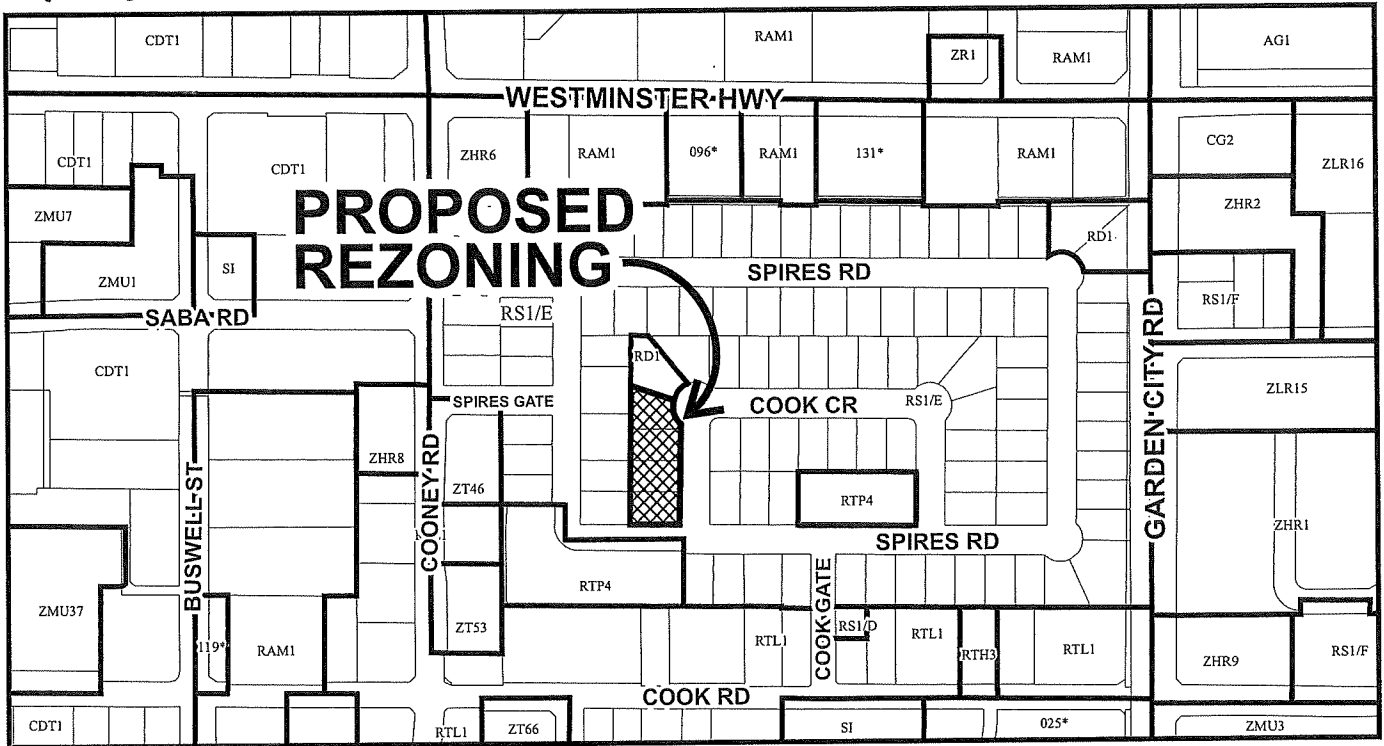 CDT1
RAM1
ZR1
RAM1
AG1
WESTMINSTER HWY
CDT1
CDT1
ZHR6
RAM1
096*
RAM1
131*
RAM1
CG2
ZLR16
ZMU7
ZHR2
PROPOSED
REZONING
RD1
SI
ZMU1
SPIRES RD
RS1/E
RS1/F
SABA RD
CDT1
RD1
GARDEN CITY RD
ZLR15
SPIRES GATE
COOK CR
RS1/E
ZHR8
COONEY RD
ZT46
BUSWELL ST
RTP4
ZHR1
SPIRES RD
RTP4
ZMU37
COOK GATE
ZT53
RS1/D
119*
RAM1
RTL1
RTL1
RTH3
RTL1
ZHR9
RS1/F
COOK RD
CDT1
RTL1
ZT66
SI
025*
ZMU3